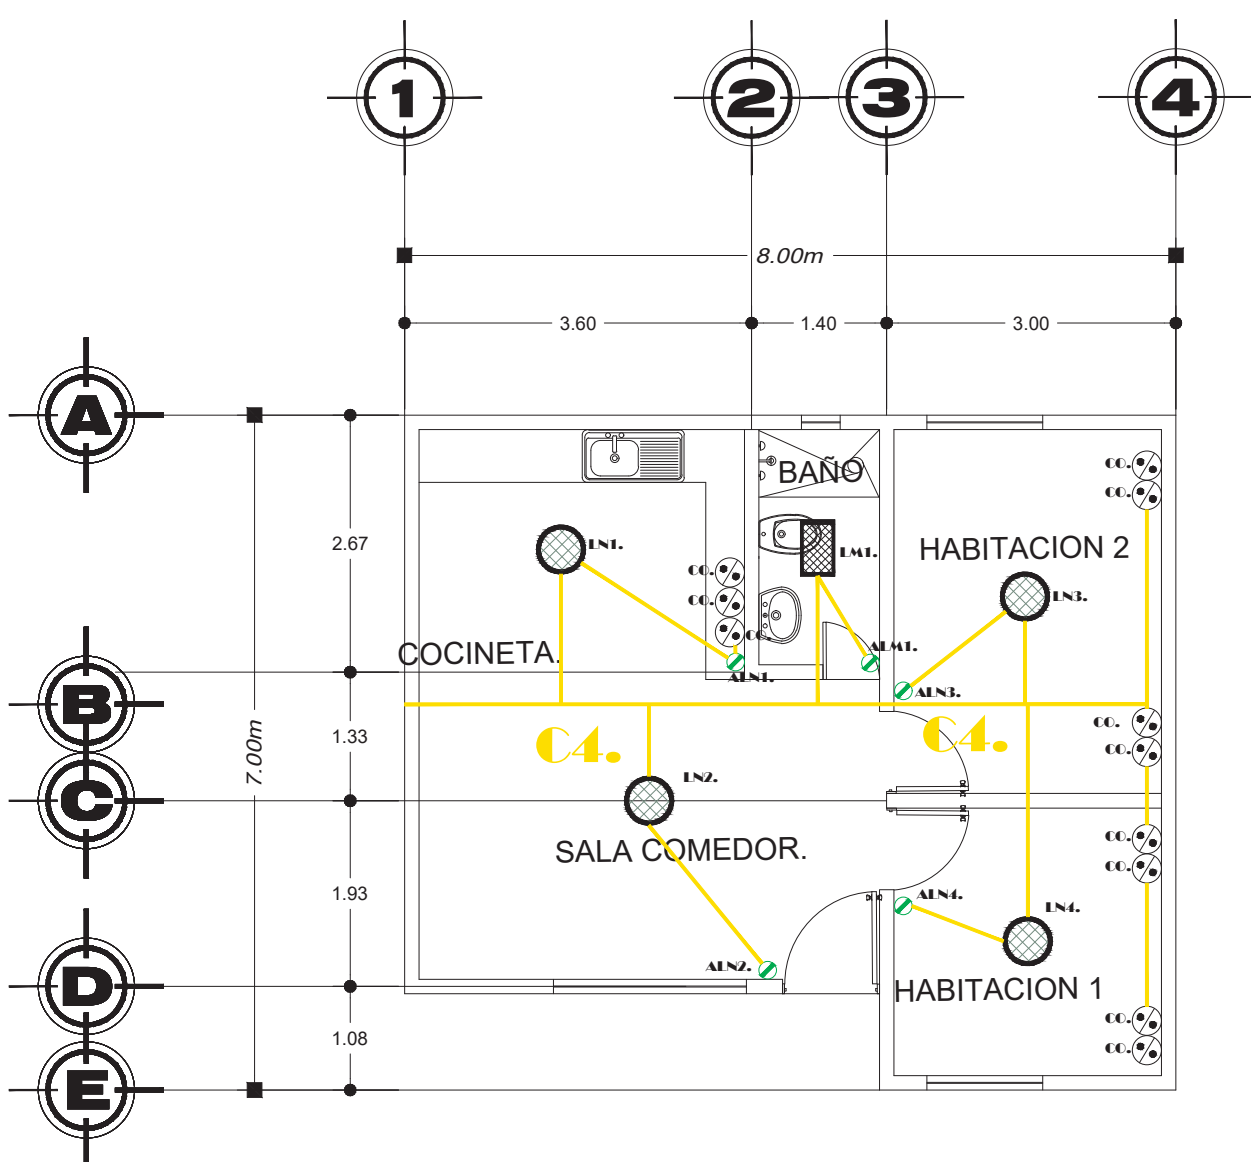 1
2
3
4
8.00m
3.60
1.40
3.00
A
B
C
D
E
2.67
1.33
1.93
1.08
7.00m
BAÑO
CO.
CO.
LN1.
LM1.
HABITACION 2
CO.
CO.
CO.
LN3.
COCINETA.
ALN1.
ALM1.
ALN3.
C4.
C4.
CO.
CO.
LN2.
SALA COMEDOR.
CO.
CO.
ALN4.
LN4.
ALN2.
HABITACION 1
CO.
CO.